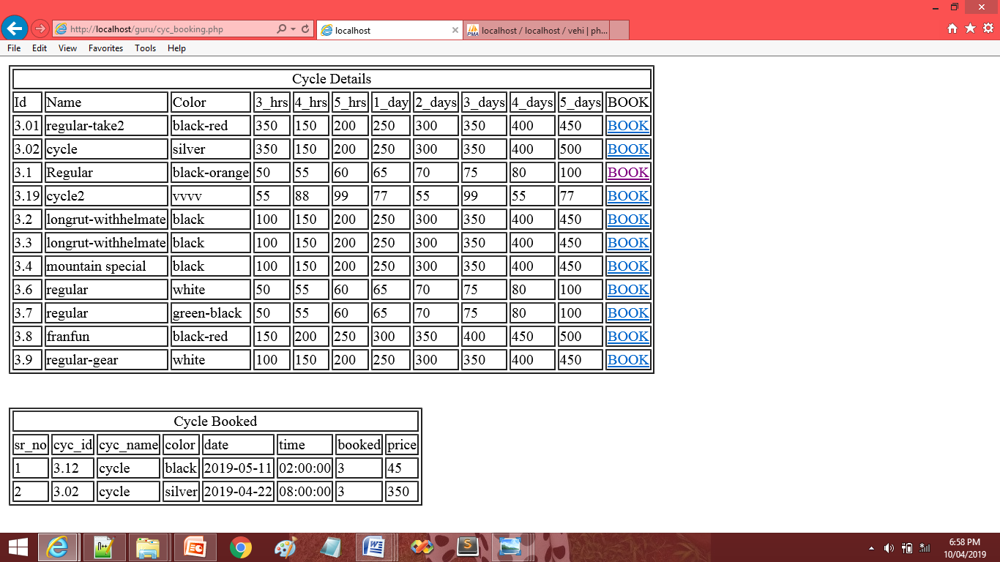 http://localhost/guru/cyc_booking.php
localhost
localhost / localhost / vehi | ph...
File Edit View Favorites Tools Help
Cycle Details
Id Name Color 3_hrs 4_hrs 5_hrs 1_day 2_days 3_days 4_days 5_days BOOK
3.01 regular-take2 black-red 350 150 200 250 300 350 400 450 BOOK
3.02 cycle silver 350 150 200 250 300 350 400 500 BOOK
3.1 Regular black-orange 50 55 60 65 70 75 80 100 BOOK
3.19 cycle2 vvvv 55 88 99 77 55 99 55 77 BOOK
3.2 longrut-withhelmate black 100 150 200 250 300 350 400 450 BOOK
3.3 longrut-withhelmate black 100 150 200 250 300 350 400 450 BOOK
3.4 mountain special black 100 150 200 250 300 350 400 450 BOOK
3.6 regular white 50 55 60 65 70 75 80 100 BOOK
3.7 regular green-black 50 55 60 65 70 75 80 100 BOOK
3.8 franfun black-red 150 200 250 300 350 400 450 500 BOOK
3.9 regular-gear white 100 150 200 250 300 350 400 450 BOOK
Cycle Booked
sr_no cyc_id cyc_name color date time booked price
1 3.12 cycle black 2019-05-11 02:00:00 3 45
2 3.02 cycle silver 2019-04-22 08:00:00 3 350
6:58 PM
10/04/2019